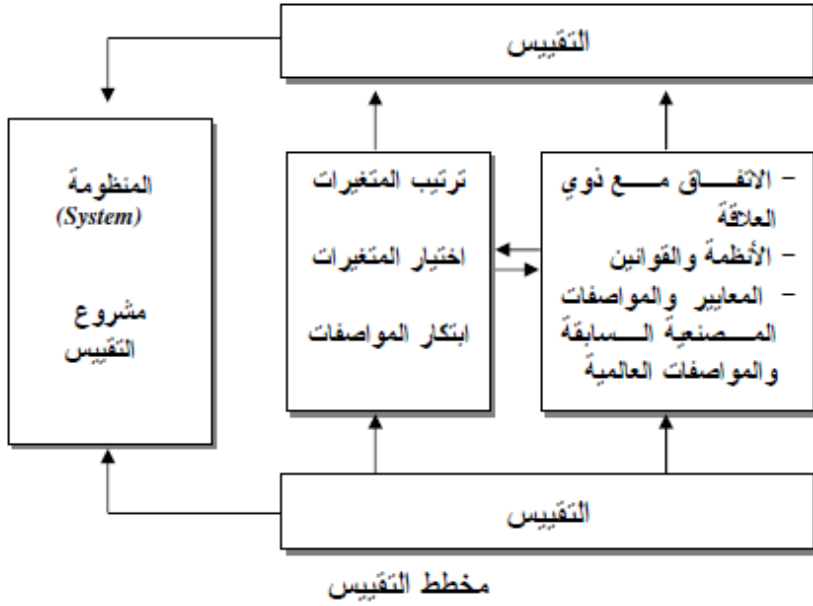 التقييس
- الاتفاق مع ذوي
العلاقة
- الأنظمة والقوانين
- المعايير والمواصفات
المصنعية السابقة
والمواصفات العالمية
ترتيب المتغيرات
اختيار المتغيرات
ابتكار المواصفات
المنظومة
(System)
مشروع
التقييس
التقييس
مخطط التقييس